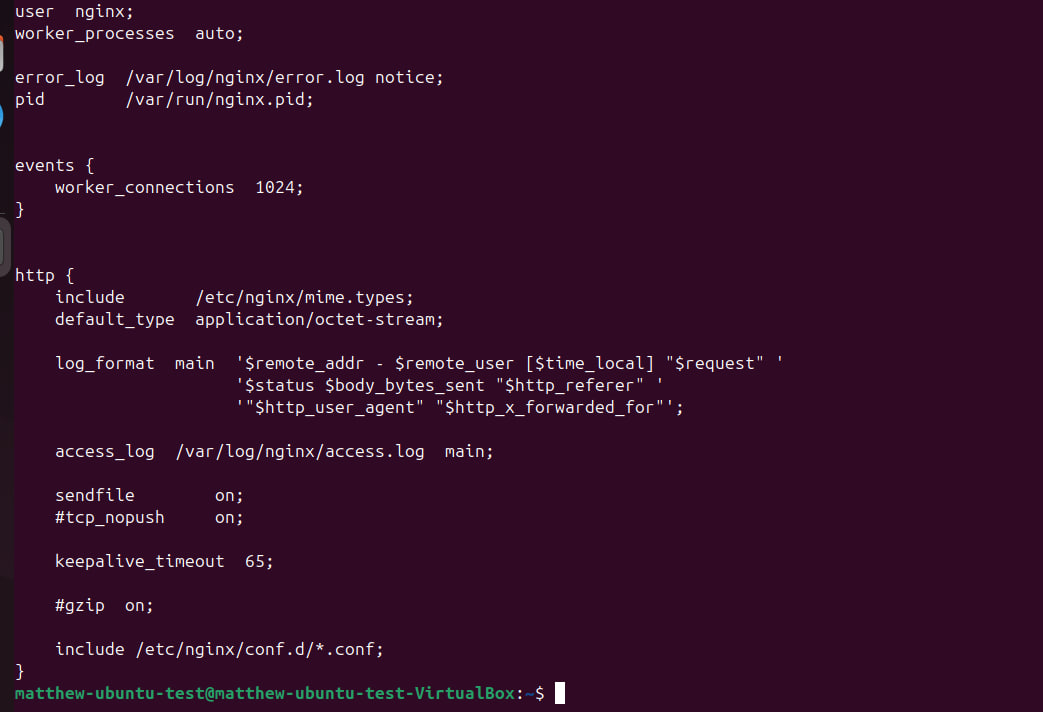 user  nginx;
worker_processes  auto;
error_log  /var/log/nginx/error.log notice;
pid        /var/run/nginx.pid;
events {
    worker_connections  1024;
}
http {
    include       /etc/nginx/mime.types;
    default_type  application/octet-stream;
    log_format  main  '$remote_addr - $remote_user [$time_local] "$request" '
                      '$status $body_bytes_sent "$http_referer" '
                      '"$http_user_agent" "$http_x_forwarded_for"';
    access_log  /var/log/nginx/access.log  main;
    sendfile        on;
    #tcp_nopush     on;
    keepalive_timeout  65;
    #gzip  on;
    include /etc/nginx/conf.d/*.conf;
}
matthew-ubuntu-test@matthew-ubuntu-test-VirtualBox:~$